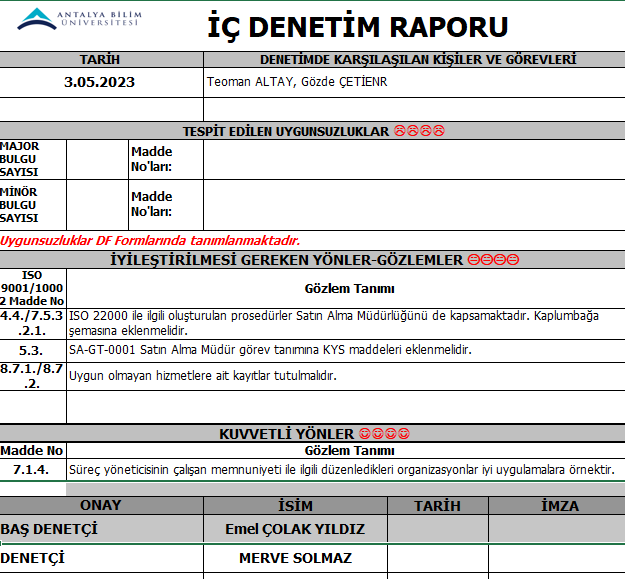 ANTALYA BİLİM
ÜNİVERSİTESİ
İÇ DENETİM RAPORU
TARİH DENETİMDE KARŞILAŞILAN KİŞİLER VE GÖREVLERİ
3.05.2023 Teoman ALTAY, Gözde ÇETİENR
TESPİT EDİLEN UYGUNSUZLUKLAR
MAJOR
BULGU
SAYISI
Madde
No'ları:
MİNÖR
BULGU
SAYISI
Madde
No'ları:
Uygunsuzluklar DF Formlarında tanımlanmaktadır.
İYİLEŞTİRİLMESİ GEREKEN YÖNLER-GÖZLEMLER
ISO
9001/1000
2 Madde No
Gözlem Tanımı
4.4./7.5.3
.2.1.
ISO 22000 ile ilgili oluşturulan prosedürler Satın Alma Müdürlüğünü de kapsamaktadır. Kaplumbağa
şemasına eklenmelidir.
5.3. SA-GT-0001 Satın Alma Müdür görev tanımına KYS maddeleri eklenmelidir.
8.7.1./8.7
.2.
Uygun olmayan hizmetlere ait kayıtlar tutulmalıdır.
KUVVETLİ YÖNLER
Madde No Gözlem Tanımı
7.1.4. Süreç yöneticisinin çalışan memnuniyeti ile ilgili düzenledikleri organizasyonlar iyi uygulamalara örnektir.
ONAY İSİM TARİH İMZA
BAŞ DENETÇİ Emel ÇOLAK YILDIZ
DENETÇİ MERVE SOLMAZ